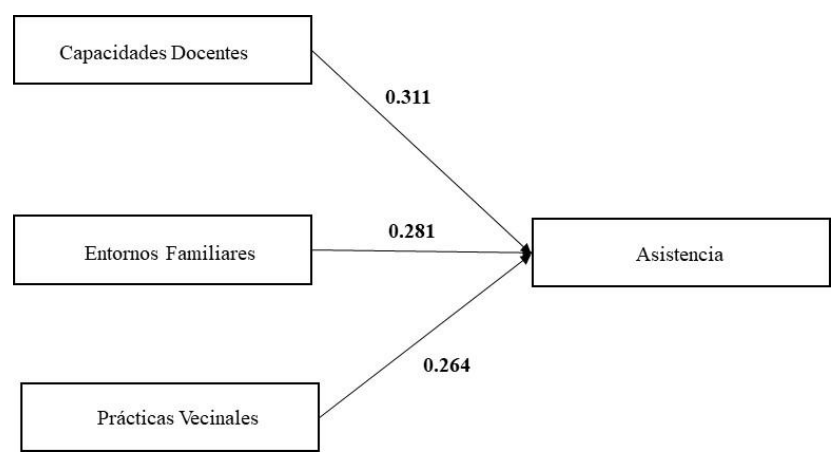 Capacidades Docentes
0.311
Entornos Familiares
0.281
Asistencia
0.264
Prácticas Vecinales